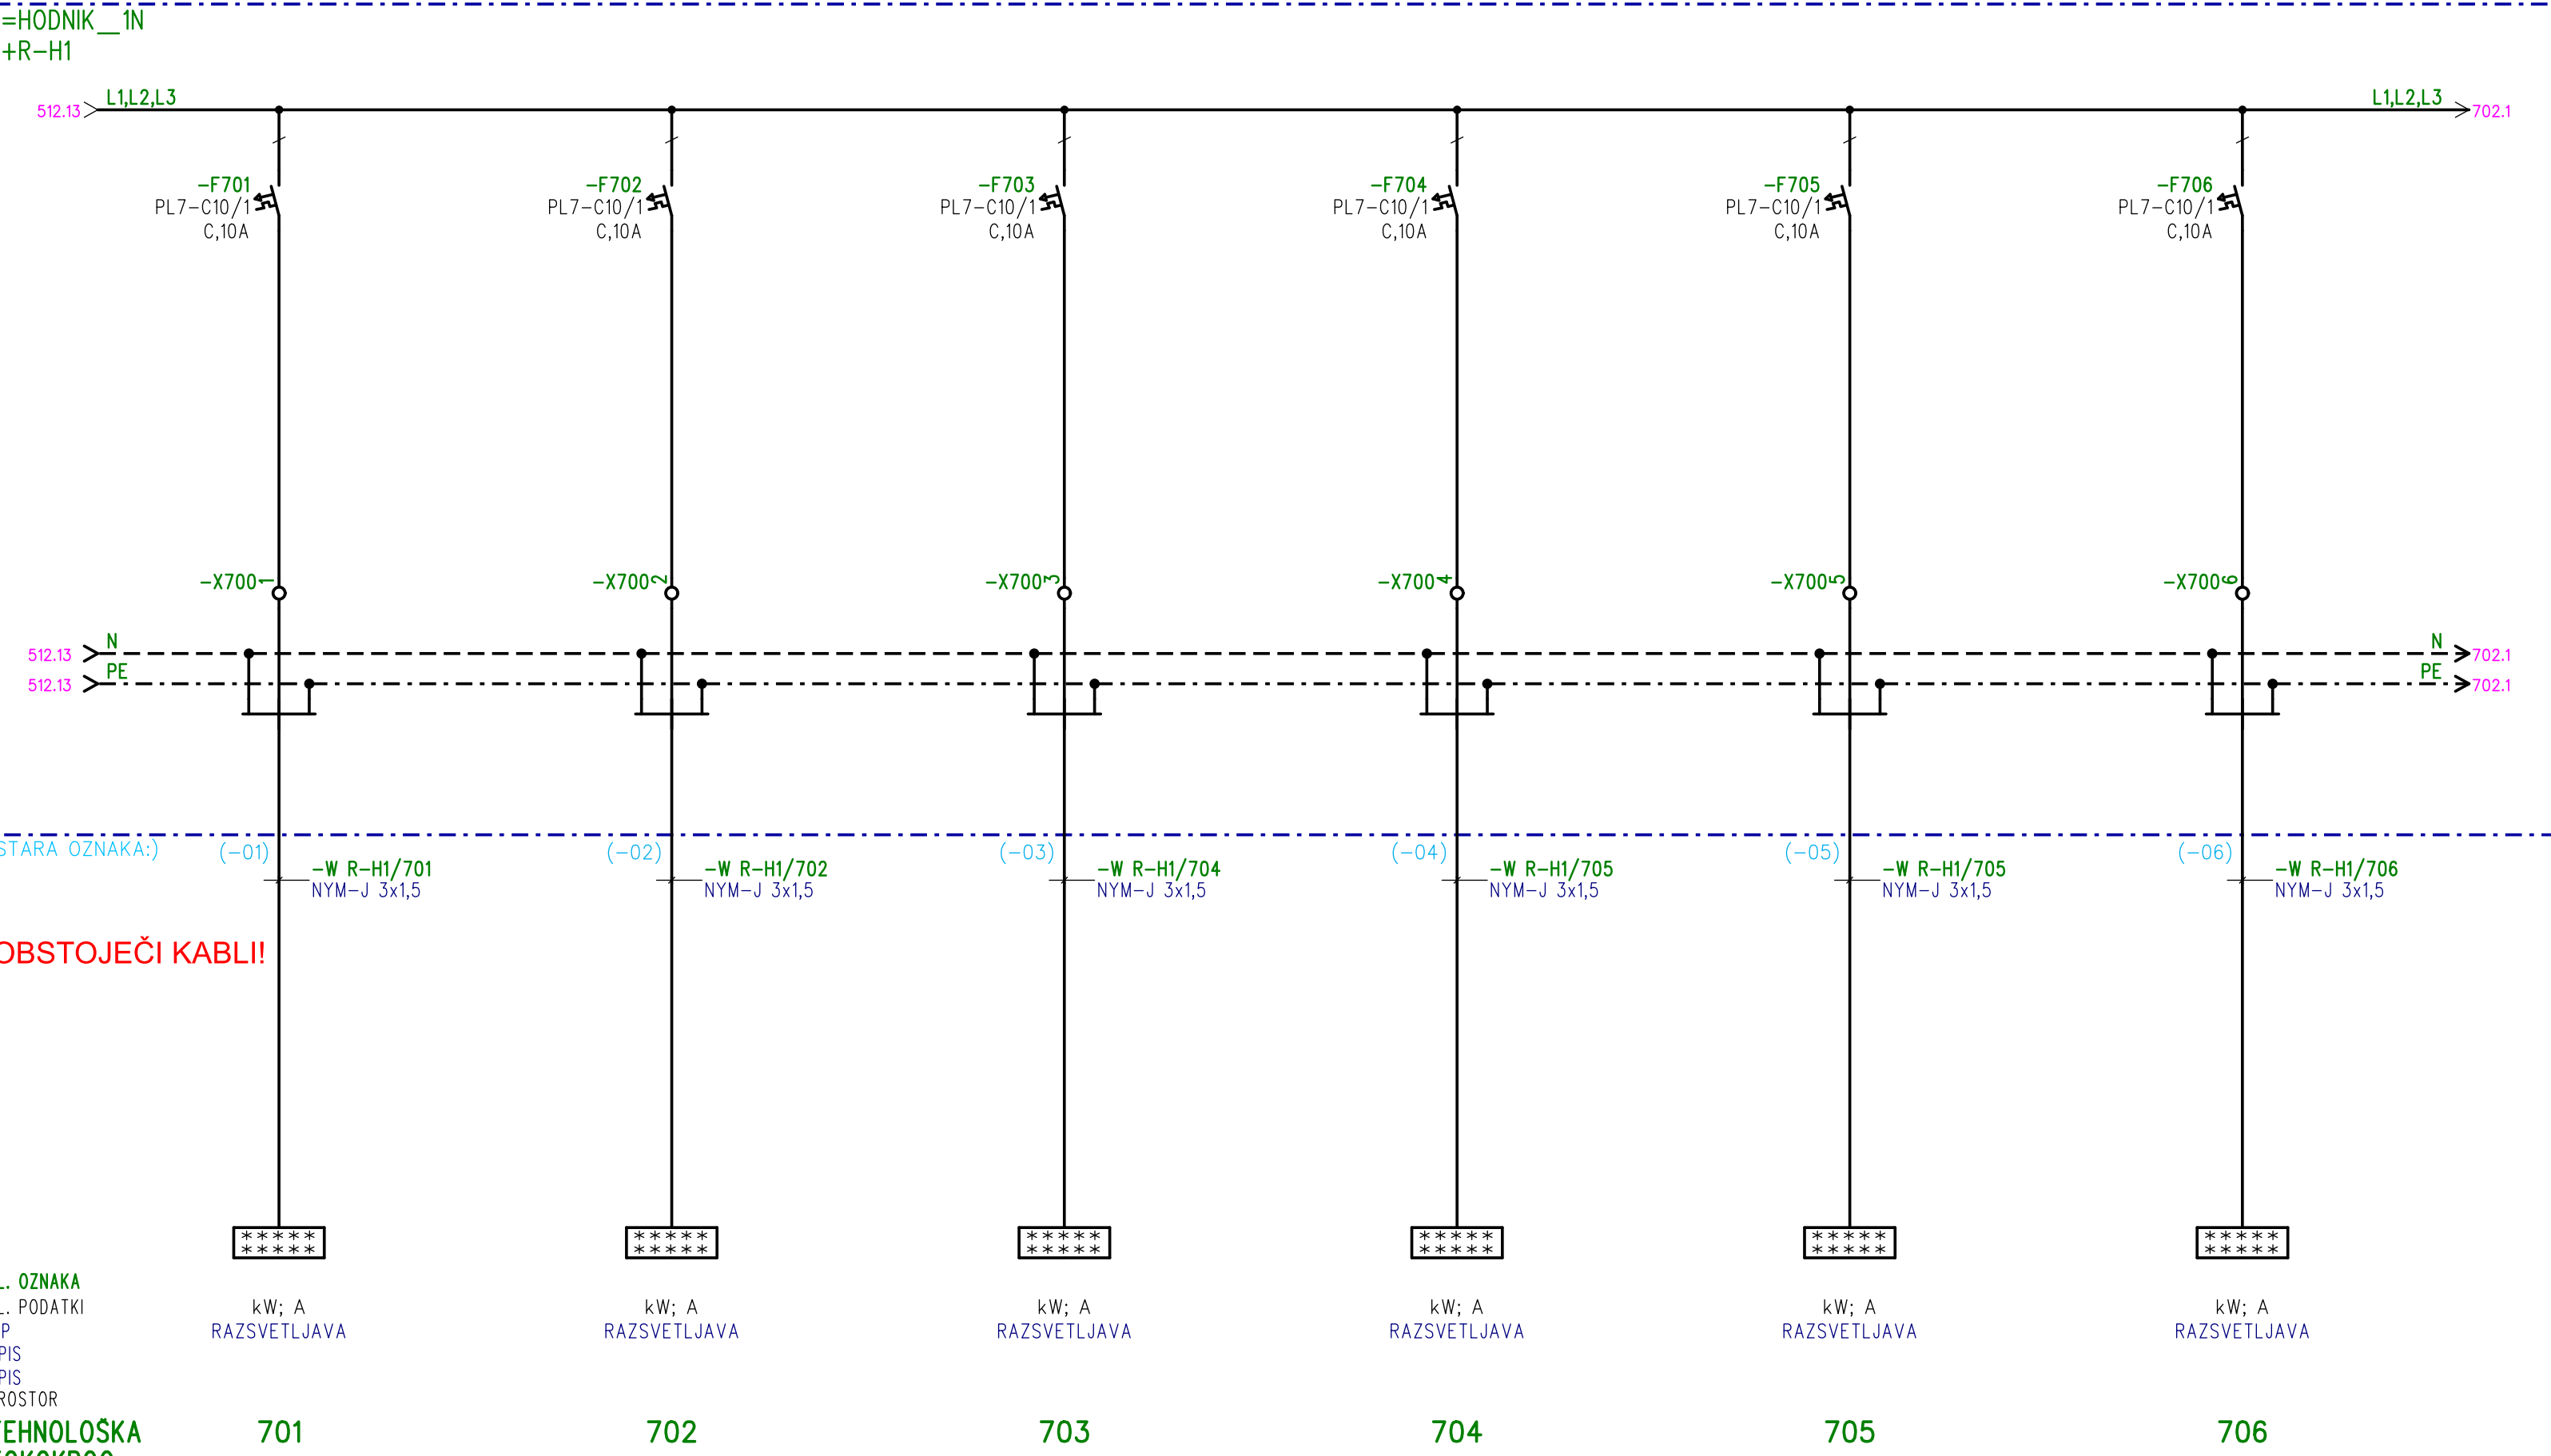 =HODNIK__1N
+R-H1
512.13 L1,L2,L3 L1,L2,L3 702.1
-F701 -F702 -F703 -F704 -F705 -F706
PL7-C10/1 PL7-C10/1 PL7-C10/1 PL7-C10/1 PL7-C10/1 PL7-C10/1
C,10A C,10A C,10A C,10A C,10A C,10A
-X700 1 -X700 2 -X700 3 -X700 4 -X700 5 -X700 6
512.13 N N 702.1
512.13 PE PE 702.1
STARA OZNAKA:) (-01) (-02) (-03) (-04) (-05) (-06)
-W R-H1/701 -W R-H1/702 -W R-H1/704 -W R-H1/705 -W R-H1/705 -W R-H1/706
NYM-J 3x1,5 NYM-J 3x1,5 NYM-J 3x1,5 NYM-J 3x1,5 NYM-J 3x1,5 NYM-J 3x1,5
OBSTOJEČI KABLI!
***** ***** ***** ***** ***** *****
***** ***** ***** ***** ***** *****
L. OZNAKA
L. PODATKI kW; A kW; A kW; A kW; A kW; A kW; A
P RAZSVETLJAVA RAZSVETLJAVA RAZSVETLJAVA RAZSVETLJAVA RAZSVETLJAVA RAZSVETLJAVA
PIS
PIS
ROSTOR
TEHNOLOŠKA 701 702 703 704 705 706